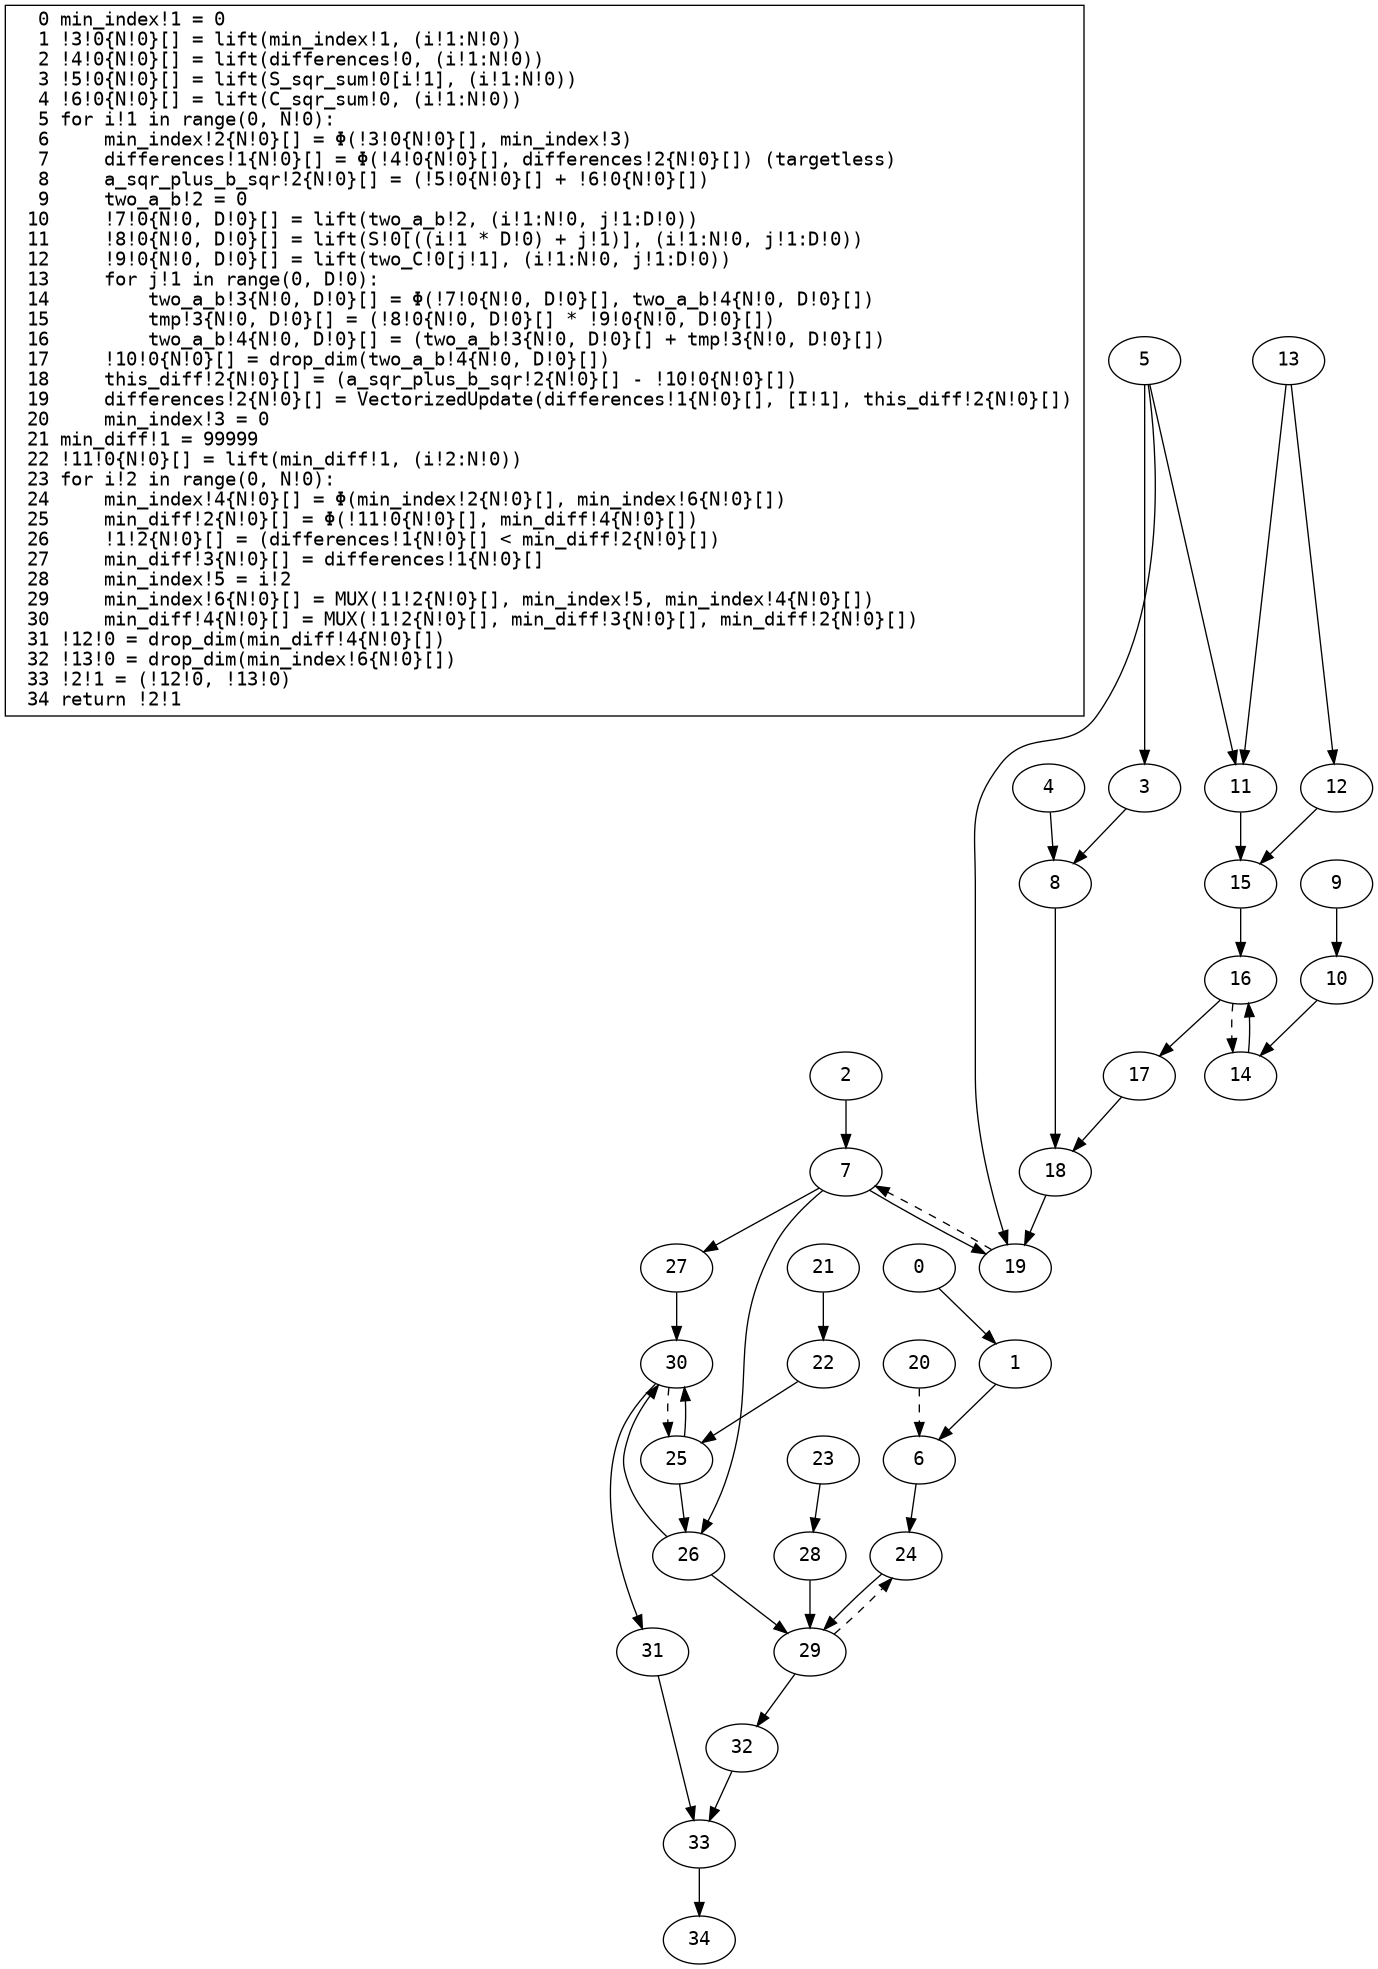 0 min_index!1 = 0
1 !3!0{N!0}[] = lift(min_index!1, (i!1:N!0))
2 !4!0{N!0}[] = lift(differences!0, (i!1:N!0))
3 !5!0{N!0}[] = lift(S_sqr_sum!0[i!1], (i!1:N!0))
4 !6!0{N!0}[] = lift(C_sqr_sum!0, (i!1:N!0))
5 for i!1 in range(0, N!0):
6     min_index!2{N!0}[] = Φ(!3!0{N!0}[], min_index!3)
7     differences!1{N!0}[] = Φ(!4!0{N!0}[], differences!2{N!0}[]) (targetless)
8     a_sqr_plus_b_sqr!2{N!0}[] = (!5!0{N!0}[] + !6!0{N!0}[])
9     two_a_b!2 = 0
10     !7!0{N!0, D!0}[] = lift(two_a_b!2, (i!1:N!0, j!1:D!0))
11     !8!0{N!0, D!0}[] = lift(S!0[((i!1 * D!0) + j!1)], (i!1:N!0, j!1:D!0))
12     !9!0{N!0, D!0}[] = lift(two_C!0[j!1], (i!1:N!0, j!1:D!0))
13     for j!1 in range(0, D!0):
14         two_a_b!3{N!0, D!0}[] = Φ(!7!0{N!0, D!0}[], two_a_b!4{N!0, D!0}[])
15         tmp!3{N!0, D!0}[] = (!8!0{N!0, D!0}[] * !9!0{N!0, D!0}[])
16         two_a_b!4{N!0, D!0}[] = (two_a_b!3{N!0, D!0}[] + tmp!3{N!0, D!0}[])
17     !10!0{N!0}[] = drop_dim(two_a_b!4{N!0, D!0}[])
18     this_diff!2{N!0}[] = (a_sqr_plus_b_sqr!2{N!0}[] - !10!0{N!0}[])
19     differences!2{N!0}[] = VectorizedUpdate(differences!1{N!0}[], [I!1], this_diff!2{N!0}[])
20     min_index!3 = 0
21 min_diff!1 = 99999
22 !11!0{N!0}[] = lift(min_diff!1, (i!2:N!0))
23 for i!2 in range(0, N!0):
24     min_index!4{N!0}[] = Φ(min_index!2{N!0}[], min_index!6{N!0}[])
25     min_diff!2{N!0}[] = Φ(!11!0{N!0}[], min_diff!4{N!0}[])
26     !1!2{N!0}[] = (differences!1{N!0}[] < min_diff!2{N!0}[])
27     min_diff!3{N!0}[] = differences!1{N!0}[]
28     min_index!5 = i!2
29     min_index!6{N!0}[] = MUX(!1!2{N!0}[], min_index!5, min_index!4{N!0}[])
30     min_diff!4{N!0}[] = MUX(!1!2{N!0}[], min_diff!3{N!0}[], min_diff!2{N!0}[])
31 !12!0 = drop_dim(min_diff!4{N!0}[])
32 !13!0 = drop_dim(min_index!6{N!0}[])
33 !2!1 = (!12!0, !13!0)
34 return !2!1
5
13
4
3
11
12
8
15
9
16
10
2
17
14
7
18
27
21
0
19
30
22
20
1
25
23
6
26
28
24
31
29
32
33
34